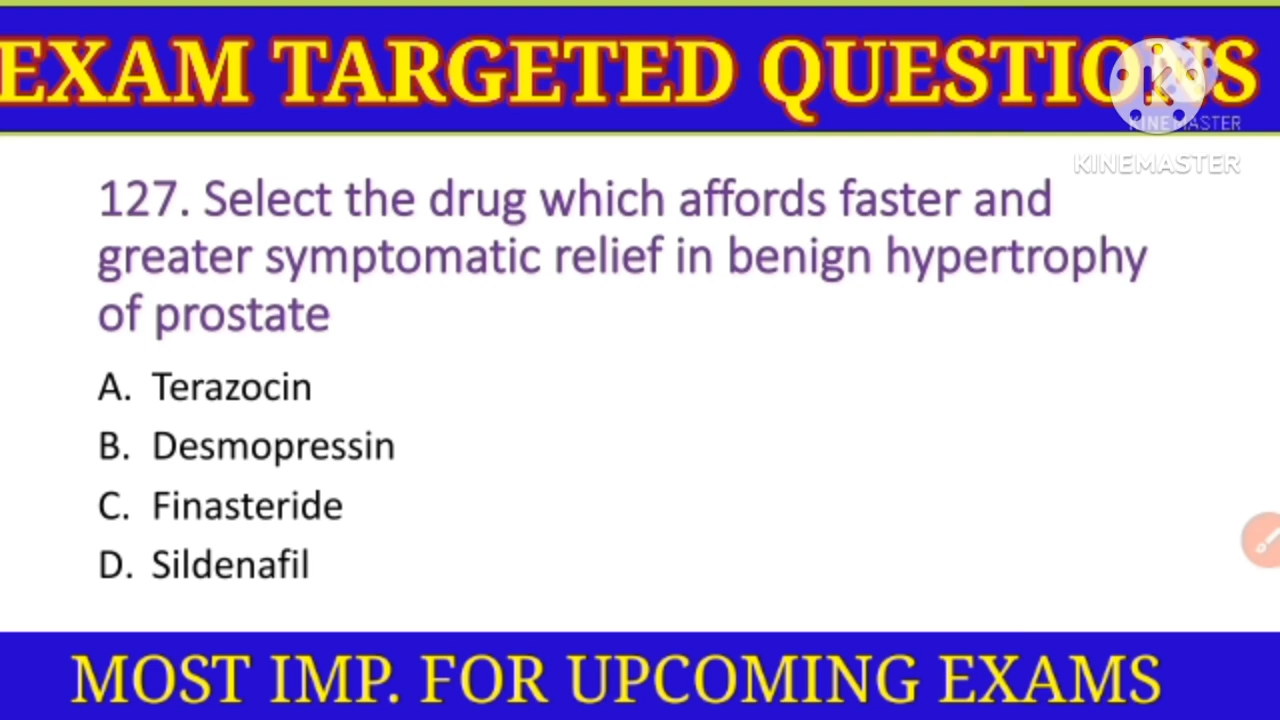 EXAM TARGETED QUESTIONS
KINEMASTER
KINEMASTER
127. Select the drug which affords faster and
greater symptomatic relief in benign hypertrophy
of prostate
A. Terazocin
B. Desmopressin
C. Finasteride
D. Sildenafil
MOST IMP. FOR UPCOMING EXAMS